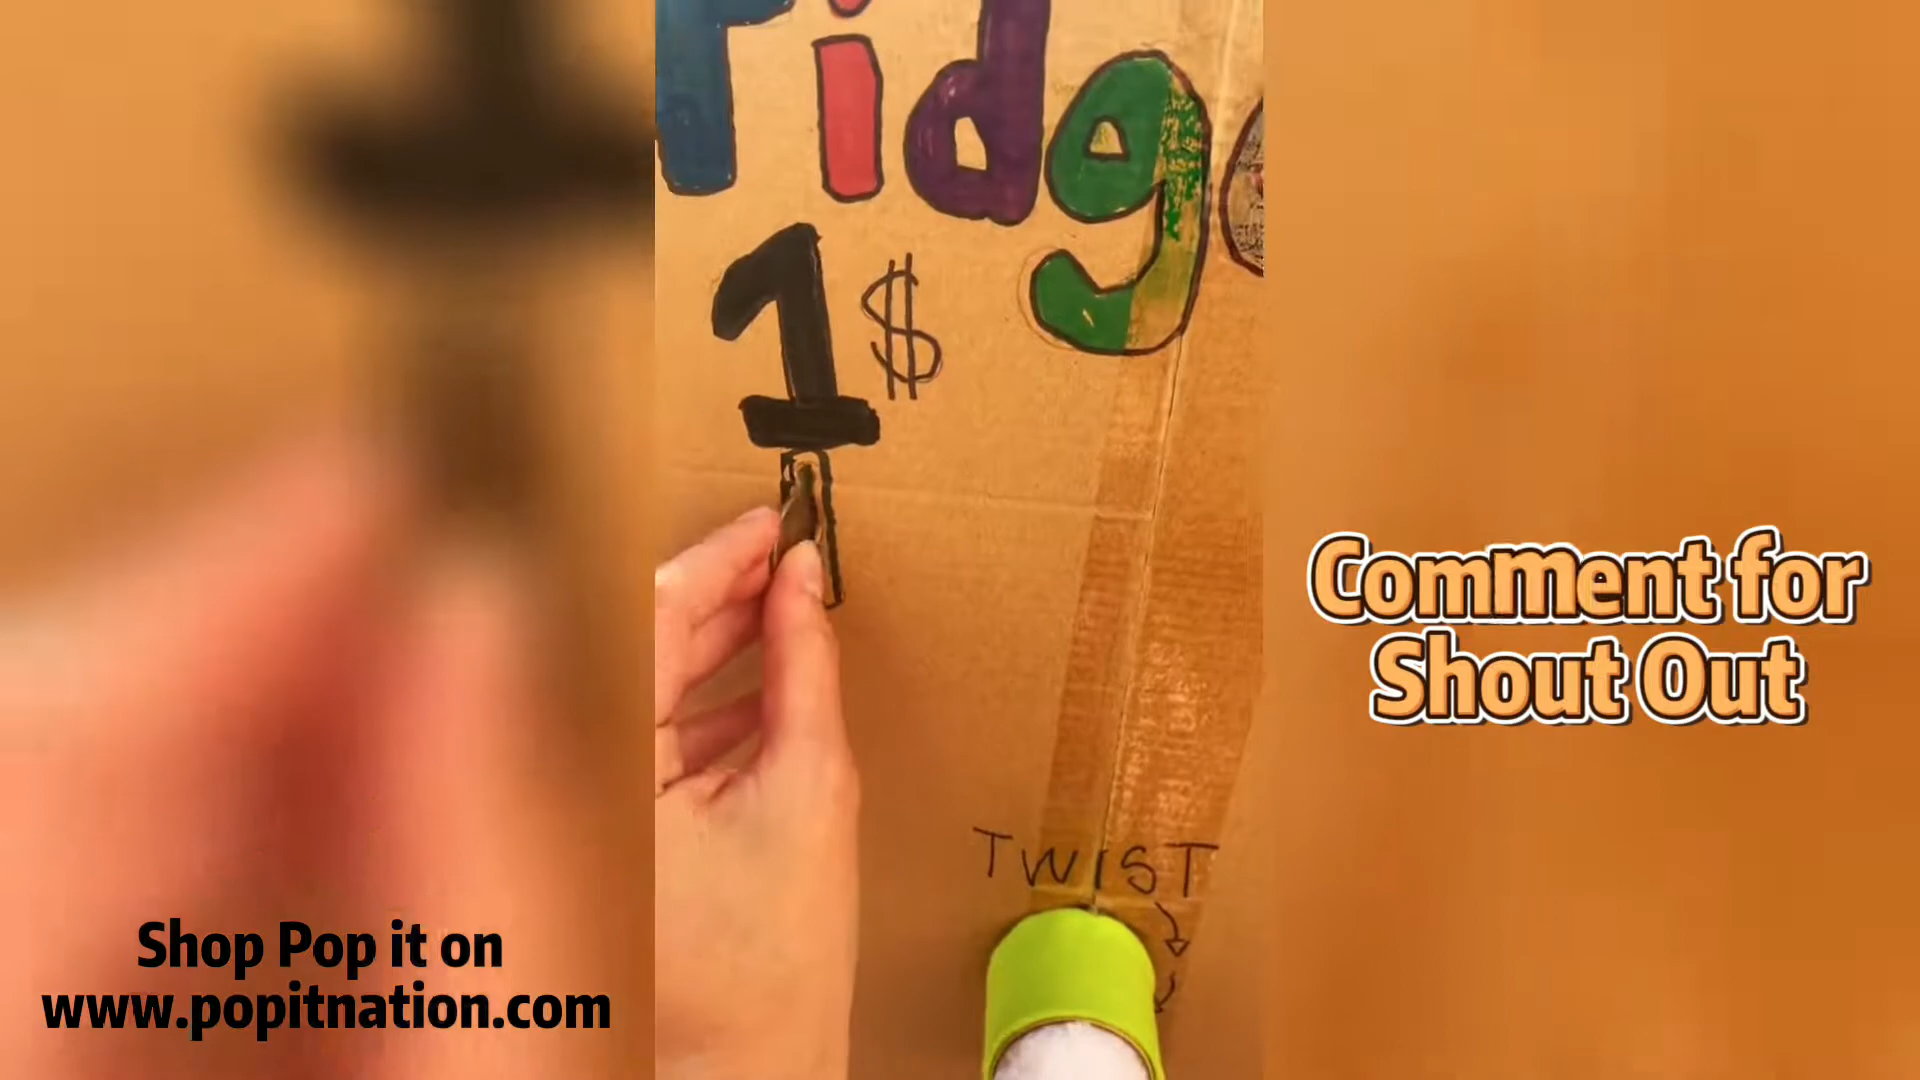 Fidge
1$
TWIST
Comment for
Shout Out
Shop Pop it on
www.popitnation.com